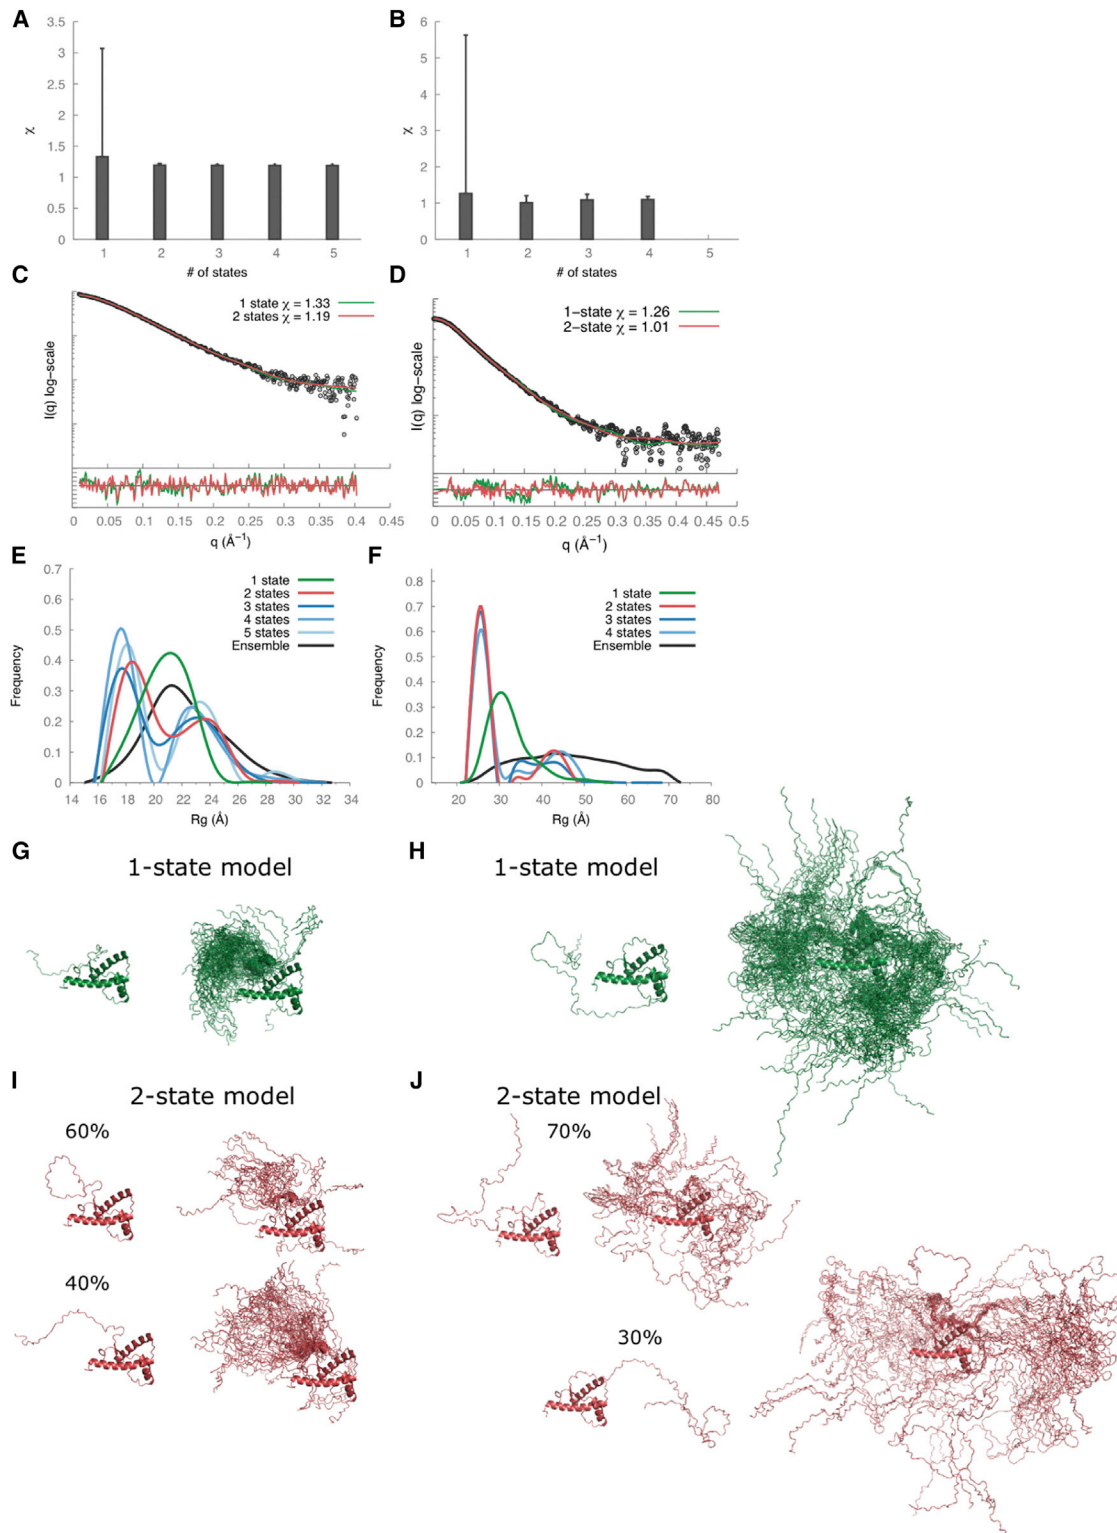 A
3.5
3
2.5
2
1.5
1
0.5
0
χ
1 2 3 4 5
# of states
B
6
5
4
3
2
1
0
χ
1 2 3 4 5
# of states
C
1 state χ = 1.33
2 states χ = 1.19
I(q) log−scale
0 0.05 0.1 0.15 0.2 0.25 0.3 0.35 0.4 0.45
q (Å⁻¹)
D
1−state χ = 1.26
2−state χ = 1.01
I(q) log−scale
0 0.05 0.1 0.15 0.2 0.25 0.3 0.35 0.4 0.45 0.5
q (Å⁻¹)
E
0.7
0.6
0.5
0.4
0.3
0.2
0.1
0
Frequency
1 state
2 states
3 states
4 states
5 states
Ensemble
14 16 18 20 22 24 26 28 30 32 34
Rg (Å)
F
0.8
0.7
0.6
0.5
0.4
0.3
0.2
0.1
0
Frequency
1 state
2 states
3 states
4 states
Ensemble
20 30 40 50 60 70 80
Rg (Å)
G
1-state model
H
1-state model
I
2-state model
60%
40%
J
2-state model
70%
30%